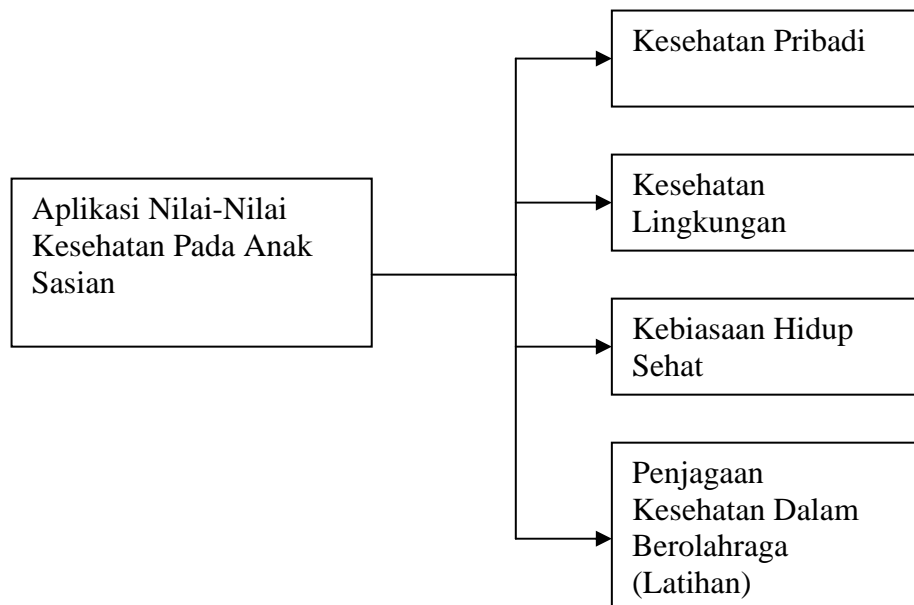 Aplikasi Nilai-Nilai
Kesehatan Pada Anak
Sasian
Kesehatan Pribadi
Kesehatan
Lingkungan
Kebiasaan Hidup
Sehat
Penjagaan
Kesehatan Dalam
Berolahraga
(Latihan)